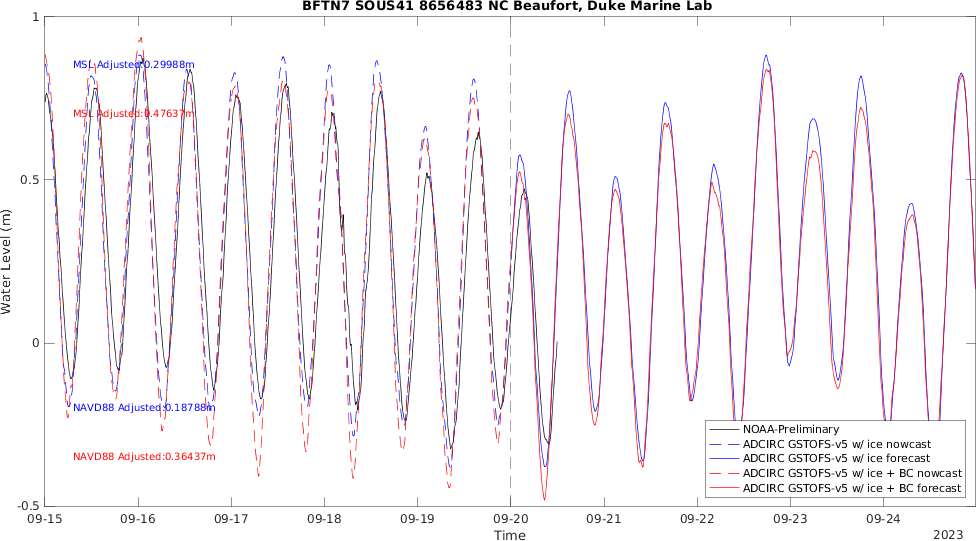 BFTN7 SOUS41 8656483 NC Beaufort, Duke Marine Lab
1
MSL Adjusted:0.29988m
MSL Adjusted:0.47637m
0.5
Water Level (m)
0
NAVD88 Adjusted:0.18788m
NAVD88 Adjusted:0.36437m
NOAA-Preliminary
ADCIRC GSTOFS-v5 w/ ice nowcast
ADCIRC GSTOFS-v5 w/ ice forecast
ADCIRC GSTOFS-v5 w/ ice + BC nowcast
ADCIRC GSTOFS-v5 w/ ice + BC forecast
-0.5
09-15 09-16 09-17 09-18 09-19 09-20 09-21 09-22 09-23 09-24
Time
2023